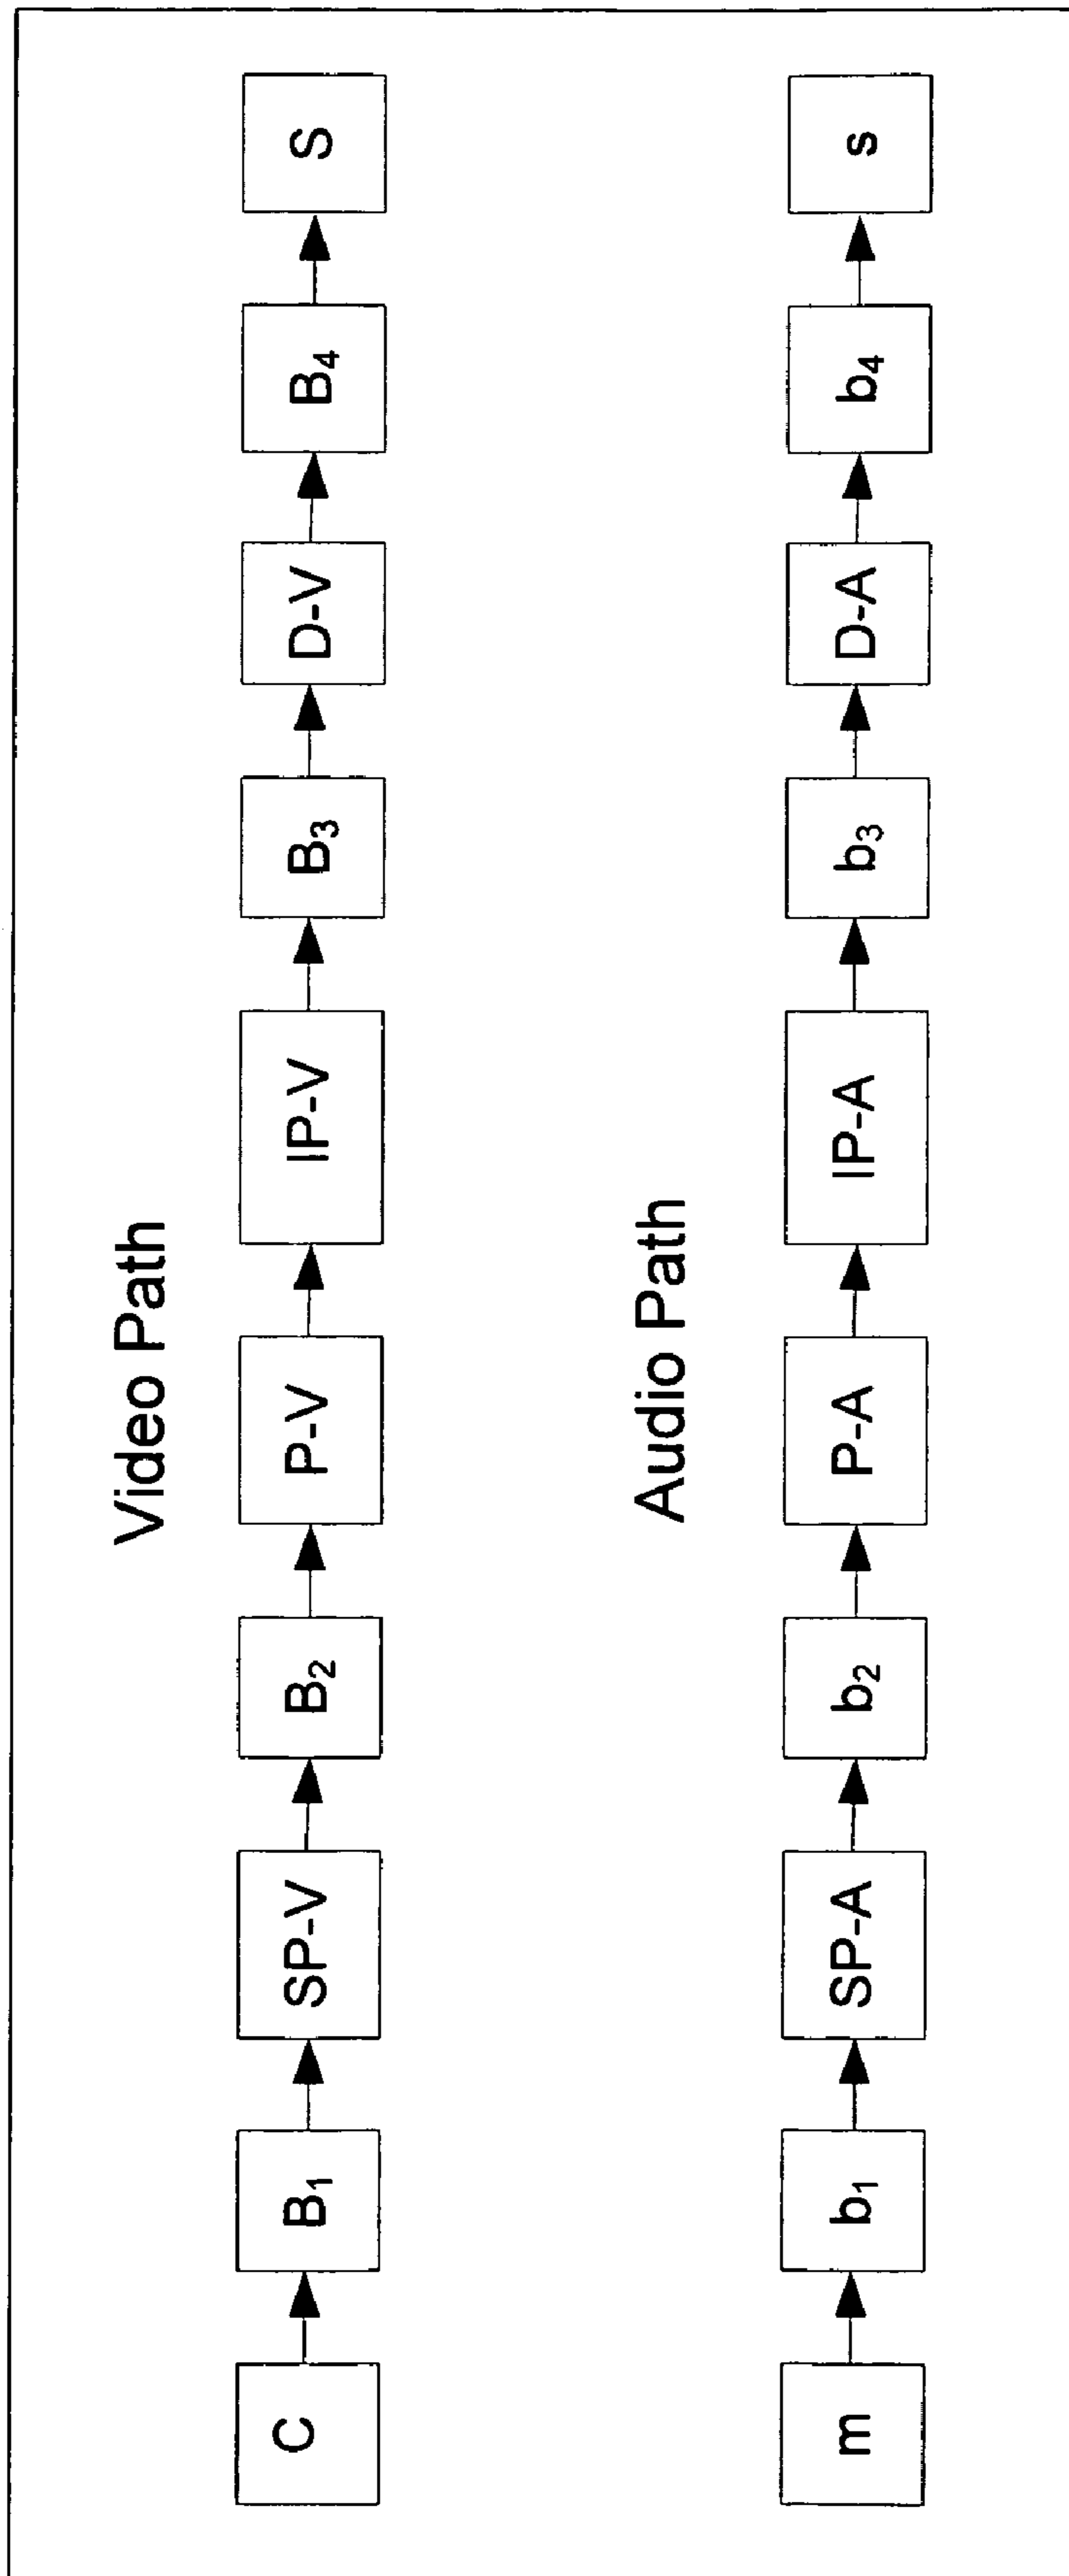 Video Path
C
B₁
SP-V
B₂
P-V
IP-V
B₃
D-V
B₄
S
Audio Path
m
b₁
SP-A
b₂
P-A
IP-A
b₃
D-A
b₄
s